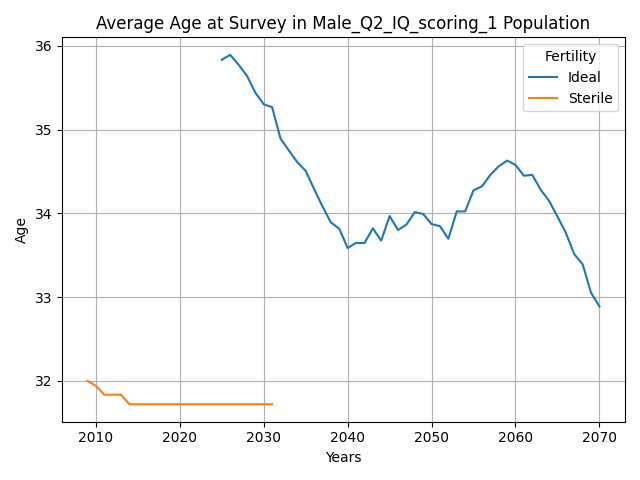 Average Age at Survey in Male_Q2_IQ_scoring_1 Population
36
35
34
33
32
Age
Fertility
Ideal
Sterile
2010 2020 2030 2040 2050 2060 2070
Years